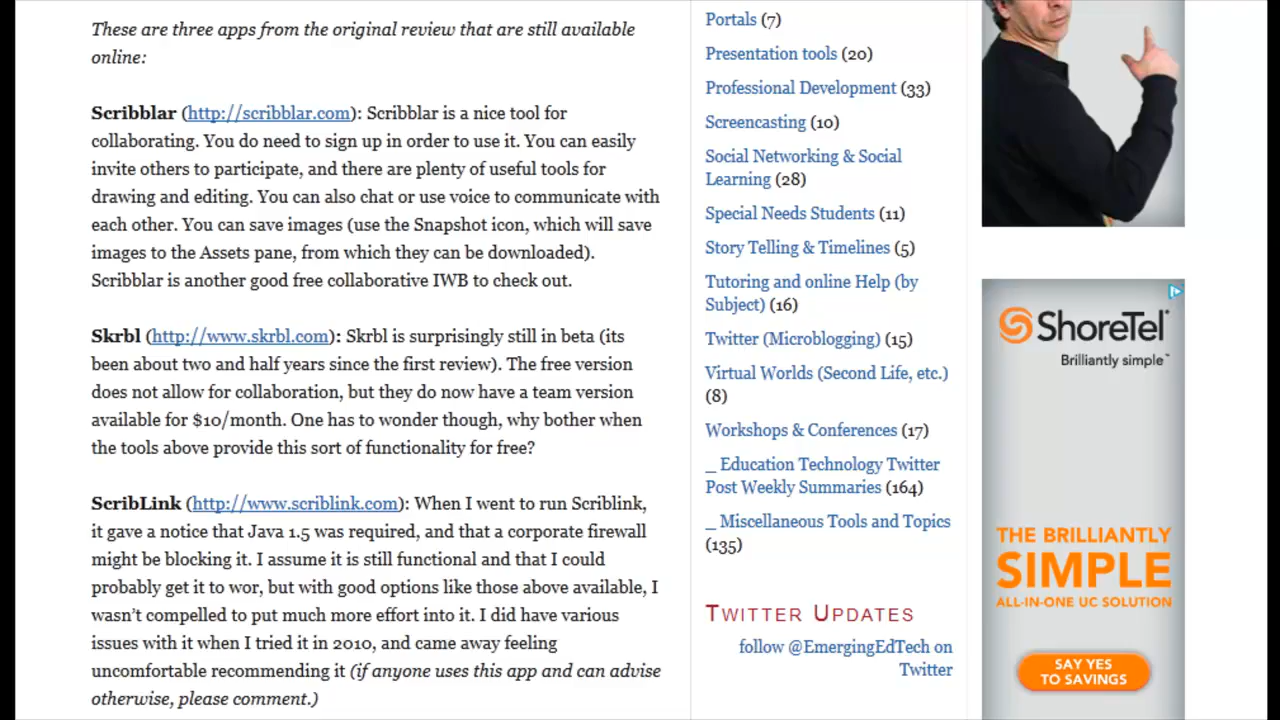 These are three apps from the original review that are still available
online:
Scribblar (http://scribblar.com): Scribblar is a nice tool for
collaborating. You do need to sign up in order to use it. You can easily
invite others to participate, and there are plenty of useful tools for
drawing and editing. You can also chat or use voice to communicate with
each other. You can save images (use the Snapshot icon, which will save
images to the Assets pane, from which they can be downloaded).
Scribblar is another good free collaborative IWB to check out.
Skrbl (http://www.skrbl.com): Skrbl is surprisingly still in beta (its
been about two and half years since the first review). The free version
does not allow for collaboration, but they do now have a team version
available for $10/month. One has to wonder though, why bother when
the tools above provide this sort of functionality for free?
ScribLink (http://www.scriblink.com): When I went to run Scriblink,
it gave a notice that Java 1.5 was required, and that a corporate firewall
might be blocking it. I assume it is still functional and that I could
probably get it to wor, but with good options like those above available, I
wasn't compelled to put much more effort into it. I did have various
issues with it when I tried it in 2010, and came away feeling
uncomfortable recommending it (if anyone uses this app and can advise
otherwise, please comment.)
Portals (7)
Presentation tools (20)
Professional Development (33)
Screencasting (10)
Social Networking & Social
Learning (28)
Special Needs Students (11)
Story Telling & Timelines (5)
Tutoring and online Help (by
Subject) (16)
Twitter (Microblogging) (15)
Virtual Worlds (Second Life, etc.)
(8)
Workshops & Conferences (17)
_ Education Technology Twitter
Post Weekly Summaries (164)
_ Miscellaneous Tools and Topics
(135)
TWITTER UPDATES
follow @EmergingEdTech on
Twitter
ShoreTel
Brilliantly simple™
THE BRILLIANTLY
SIMPLE
ALL-IN-ONE UC SOLUTION
SAY YES
TO SAVINGS